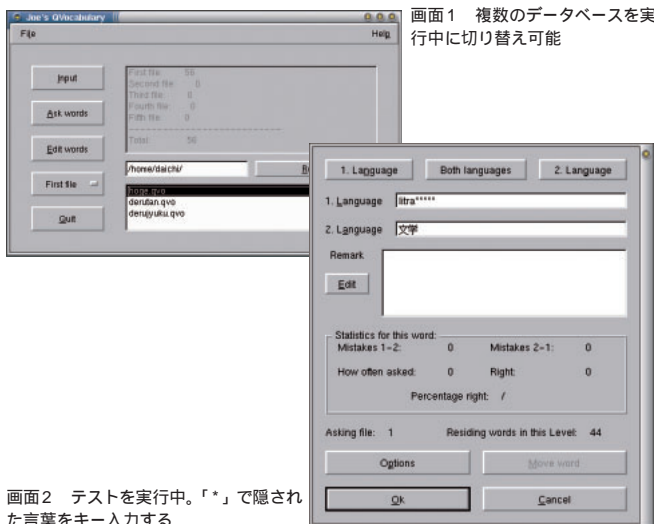 Joe's QVocabulary
File Help
Input
Ask words
Edit words
First file
Quit
First file: 56
Second file: 0
Third file: 0
Fourth file: 0
Fifth file: 0
--------------------------------
Total: 56
/home/daichi/
hoge.qvo
derutan.qvo
derujyuku.qvo
画面1 複数のデータベースを実
行中に切り替え可能
1. Language Both languages 2. Language
1. Language litra*****
2. Language 文学
Remark
Edit
Statistics for this word:
Mistakes 1-2: 0 Mistakes 2-1: 0
How often asked: 0 Right: 0
Percentage right: /
Asking file: 1 Residing words in this Level: 44
Options Move word
Ok Cancel
画面2 テストを実行中。「*」で隠され
た言葉をキー入力する